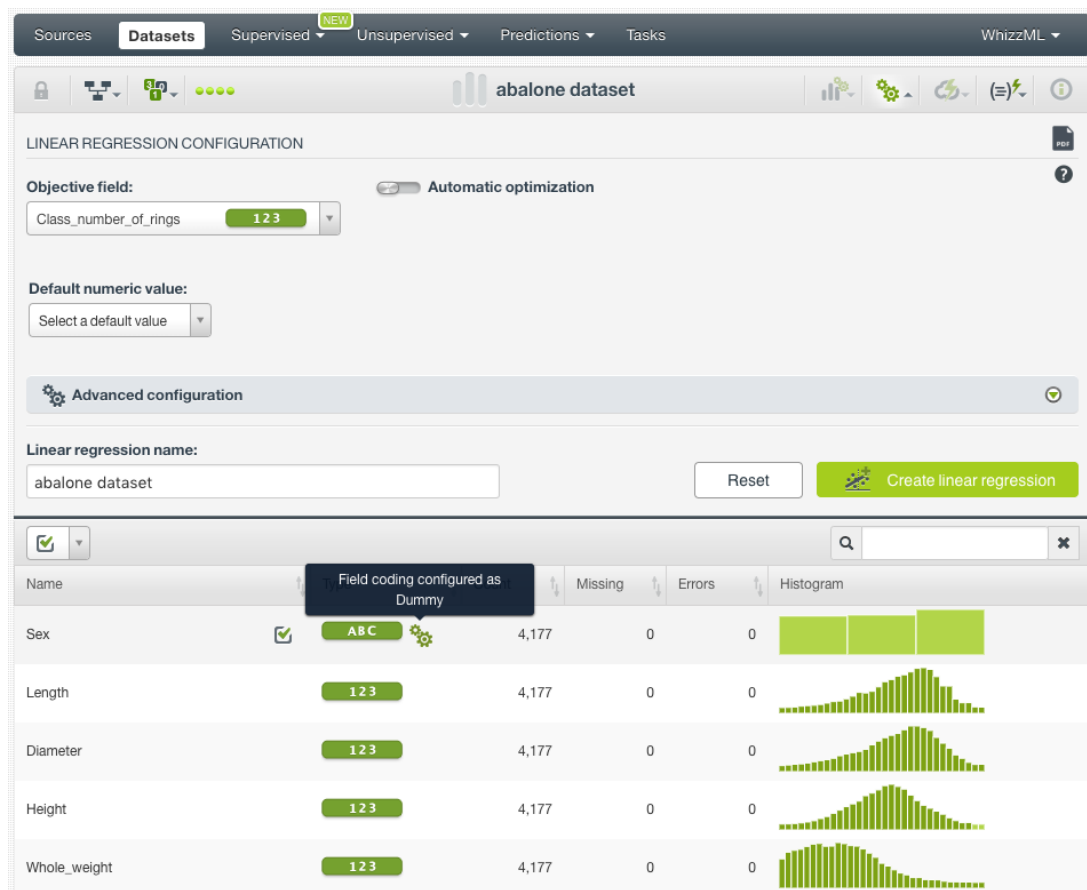 NEW
Sources Datasets Supervised Unsupervised Predictions Tasks WhizzML
abalone dataset
LINEAR REGRESSION CONFIGURATION
PDF
Objective field: Automatic optimization
Class_number_of_rings 123
Default numeric value:
Select a default value
Advanced configuration
Linear regression name:
abalone dataset Reset Create linear regression
Name Missing Errors Histogram
Field coding configured as
Dummy
Sex ABC 4,177 0 0
Length 123 4,177 0 0
Diameter 123 4,177 0 0
Height 123 4,177 0 0
Whole_weight 123 4,177 0 0